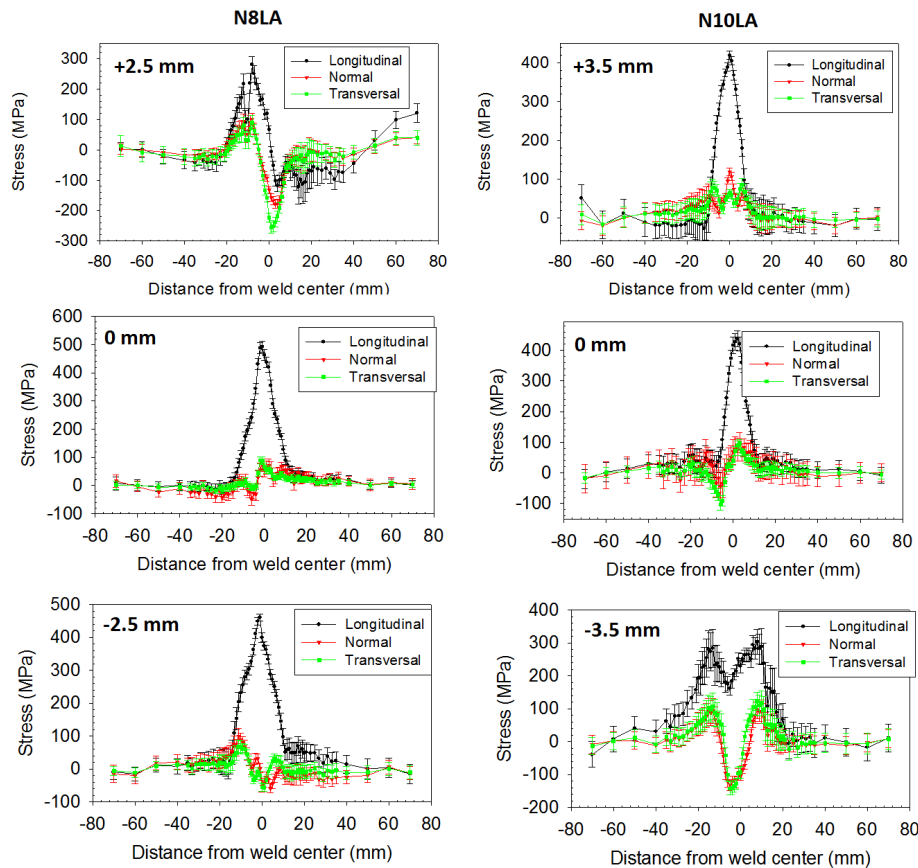 N8LA
N10LA
+2.5 mm
Longitudinal
Normal
Transversal
Stress (MPa)
300
200
100
0
-100
-200
-300
-80 -60 -40 -20 0 20 40 60 80
Distance from weld center (mm)
+3.5 mm
Longitudinal
Normal
Transversal
Stress (MPa)
400
300
200
100
0
-80 -60 -40 -20 0 20 40 60 80
Distance from weld center (mm)
0 mm
Longitudinal
Normal
Transversal
Stress (MPa)
600
500
400
300
200
100
0
-100
-80 -60 -40 -20 0 20 40 60 80
Distance from weld center (mm)
0 mm
Longitudinal
Normal
Transversal
Stress (MPa)
400
300
200
100
0
-100
-80 -60 -40 -20 0 20 40 60 80
Distance from weld center (mm)
-2.5 mm
Longitudinal
Normal
Transversal
Stress (MPa)
500
400
300
200
100
0
-100
-80 -60 -40 -20 0 20 40 60 80
Distance from weld center (mm)
-3.5 mm
Longitudinal
Normal
Transversal
Stress (MPa)
400
300
200
100
0
-100
-200
-80 -60 -40 -20 0 20 40 60 80
Distance from weld center (mm)